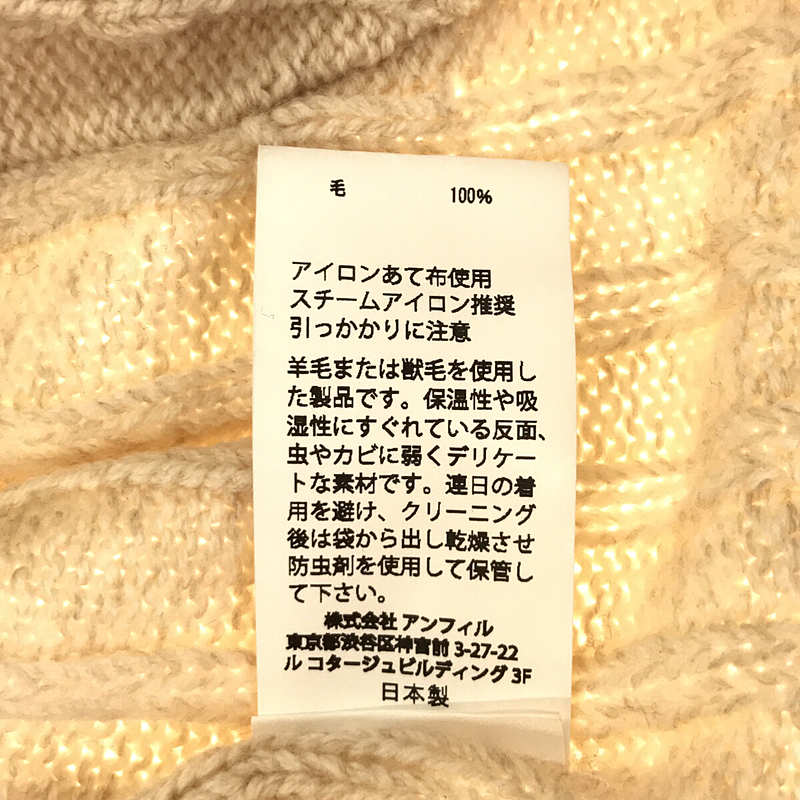 毛 100%
アイロンあて布使用
スチームアイロン推奨
引っかかりに注意
羊毛または獣毛を使用し
た製品です。保温性や吸
湿性にすぐれている反面、
虫やカビに弱くデリケー
トな素材です。連日の着
用を避け、クリーニング
後は袋から出し乾燥させ
防虫剤を使用して保管し
て下さい。
株式会社 アンフィル
東京都渋谷区神宮前 3-27-22
ル コタージュビルディング 3F
日本製